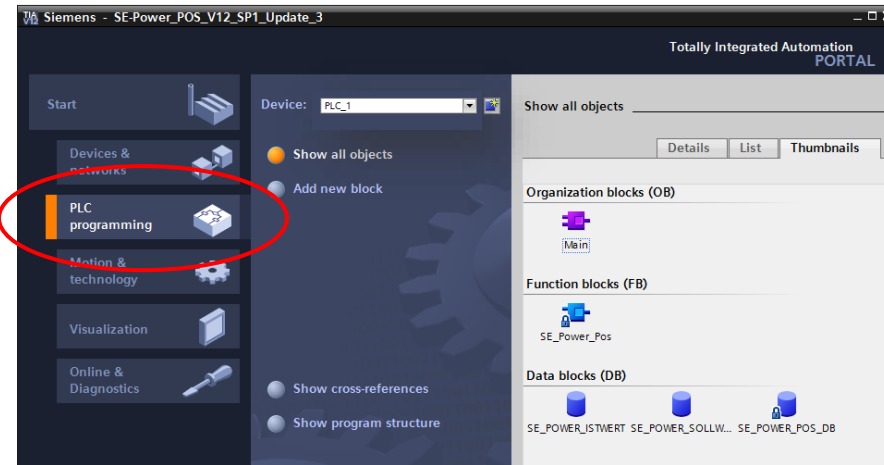 Siemens - SE-Power_POS_V12_SP1_Update_3
Totally Integrated Automation
PORTAL
Start
Devices &
networks
PLC
programming
Motion &
technology
Visualization
Online &
Diagnostics
Device: PLC_1
Show all objects
Add new block
Show cross-references
Show program structure
Show all objects
Details List Thumbnails
Organization blocks (OB)
Main
Function blocks (FB)
SE_Power_Pos
Data blocks (DB)
SE_POWER_ISTWERT SE_POWER_SOLLW... SE_POWER_POS_DB